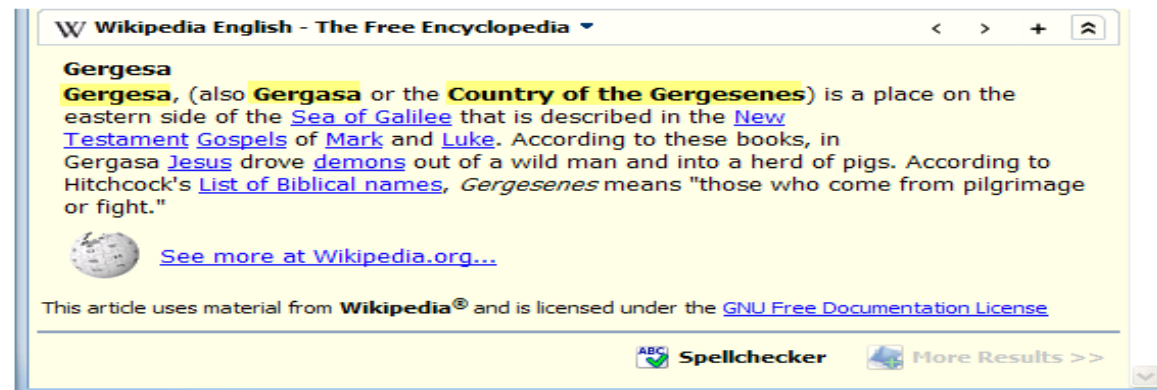 Wikipedia English - The Free Encyclopedia
Gergesa
Gergesa, (also Gergasa or the Country of the Gergesenes) is a place on the
eastern side of the Sea of Galilee that is described in the New
Testament Gospels of Mark and Luke. According to these books, in
Gergasa Jesus drove demons out of a wild man and into a herd of pigs. According to
Hitchcock's List of Biblical names, Gergesenes means "those who come from pilgrimage
or fight."
See more at Wikipedia.org...
This article uses material from Wikipedia® and is licensed under the GNU Free Documentation License
ABC Spellchecker More Results >>